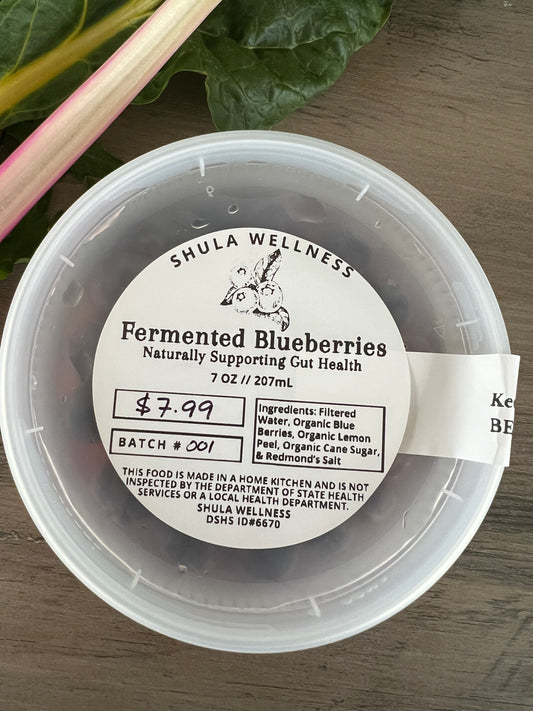 SHULA WELLNESS
Fermented Blueberries
Naturally Supporting Gut Health
7 OZ // 207mL
$7.99
BATCH # 001
Ingredients: Filtered
Water, Organic Blue
Berries, Organic Lemon
Peel, Organic Cane Sugar,
& Redmond's Salt
THIS FOOD IS MADE IN A HOME KITCHEN AND IS NOT
INSPECTED BY THE DEPARTMENT OF STATE HEALTH
SERVICES OR A LOCAL HEALTH DEPARTMENT.
SHULA WELLNESS
DSHS ID#6670